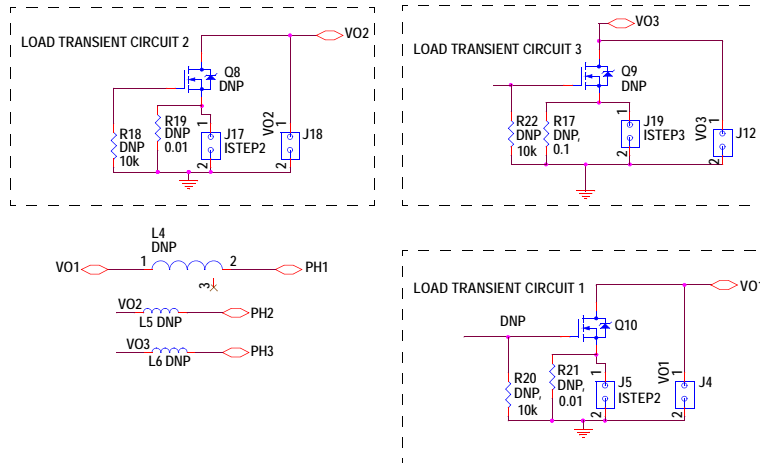 LOAD TRANSIENT CIRCUIT 2
VO2
Q8
DNP
R18
DNP
10k
R19
DNP
0.01
1
2
J17
ISTEP2
VO2
1
2
J18
LOAD TRANSIENT CIRCUIT 3
VO3
Q9
DNP
R22
DNP
10k
R17
DNP,
0.1
1
2
J19
ISTEP3
VO3
1
2
J12
L4
DNP
VO1
1
2
PH1
3
VO2
L5 DNP
PH2
VO3
L6 DNP
PH3
LOAD TRANSIENT CIRCUIT 1
VO1
DNP
Q10
R20
DNP,
10k
R21
DNP,
0.01
1
2
J5
ISTEP2
VO1
1
2
J4